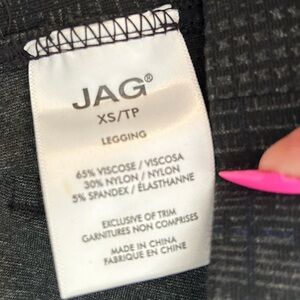 JAG®
XS/TP
LEGGING
65% VISCOSE / VISCOSA
30% NYLON / NYLON
5% SPANDEX / ÉLASTHANNE
EXCLUSIVE OF TRIM
GARNITURES NON COMPRISES
MADE IN CHINA
FABRIQUE EN CHINE